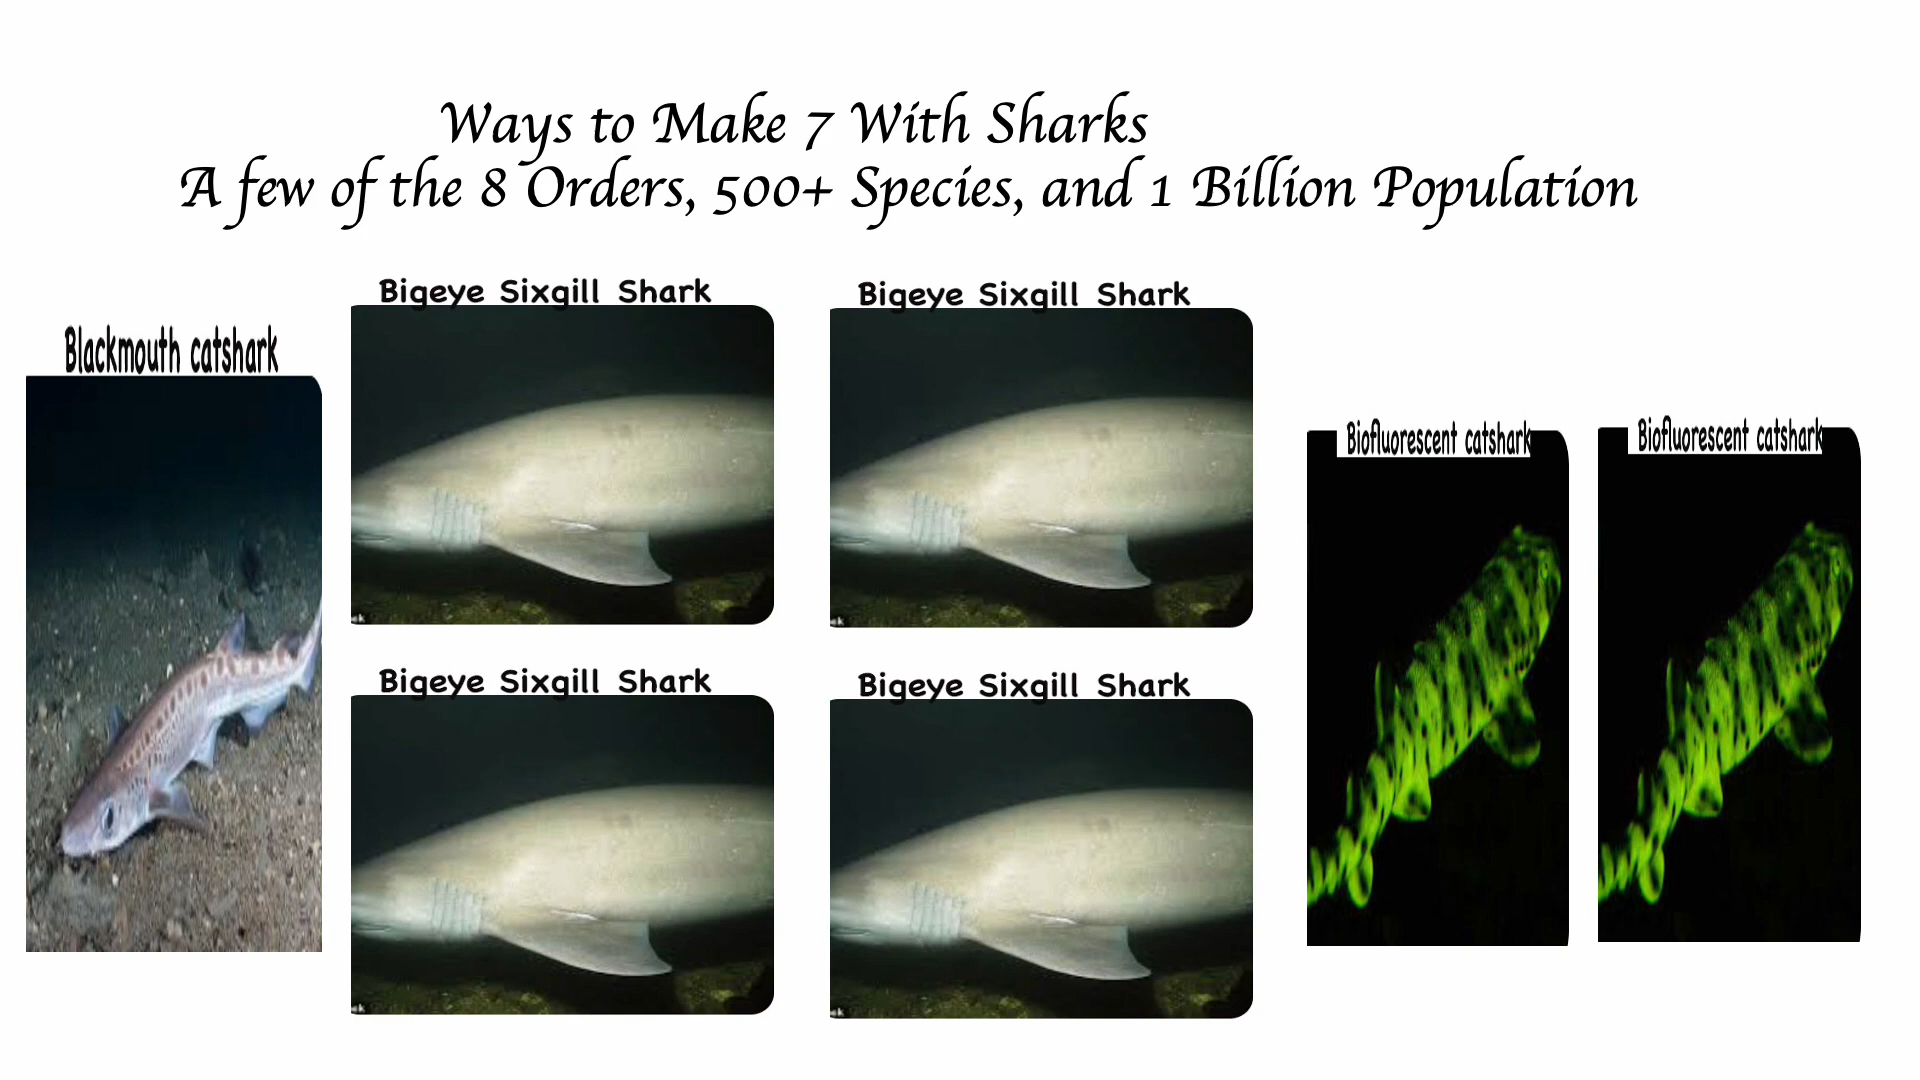 Ways to Make 7 With Sharks
A few of the 8 Orders, 500+ Species, and 1 Billion Population
Blackmouth catshark
Bigeye Sixgill Shark
Bigeye Sixgill Shark
Bigeye Sixgill Shark
Bigeye Sixgill Shark
Biofluorescent catshark
Biofluorescent catshark